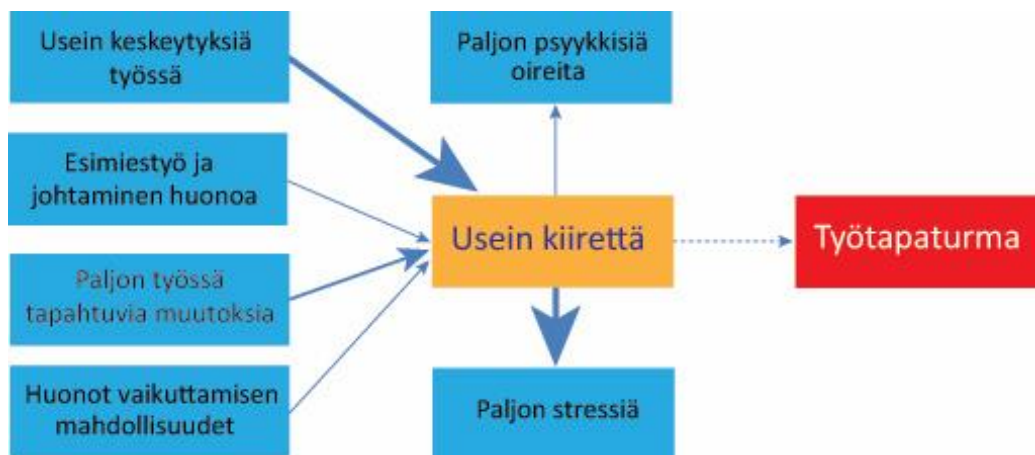 Usein keskeytyksiä
työssä
Esimiestyö ja
johtaminen huonoa
Paljon työssä
tapahtuvia muutoksia
Huonot vaikuttamisen
mahdollisuudet
Paljon psyykkisiä
oireita
Usein kiirettä
Paljon stressiä
Työtapaturma